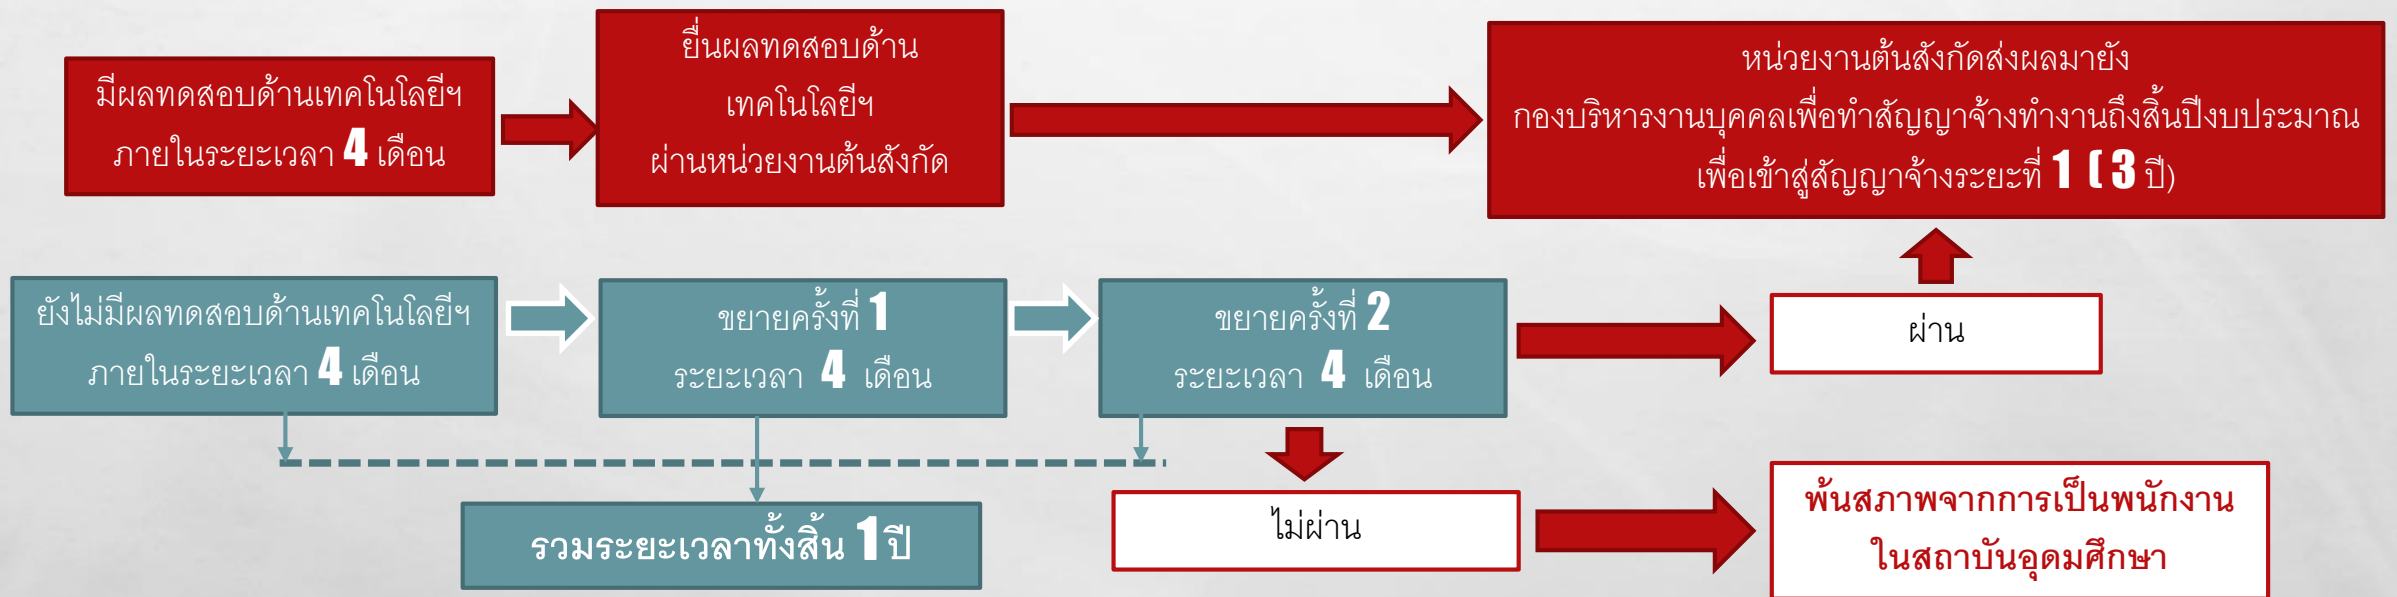 มีผลทดสอบด้านเทคโนโลยีฯ
ภายในระยะเวลา 4 เดือน
ยื่นผลทดสอบด้าน
เทคโนโลยีฯ
ผ่านหน่วยงานต้นสังกัด
หน่วยงานต้นสังกัดส่งผลมายัง
กองบริหารงานบุคคลเพื่อทำสัญญาจ้างทำงานถึงสิ้นปีงบประมาณ
เพื่อเข้าสู่สัญญาจ้างระยะที่ 1 ( 3 ปี)
ยังไม่มีผลทดสอบด้านเทคโนโลยีฯ
ภายในระยะเวลา 4 เดือน
ขยายครั้งที่ 1
ระยะเวลา 4 เดือน
ขยายครั้งที่ 2
ระยะเวลา 4 เดือน
ผ่าน
รวมระยะเวลาทั้งสิ้น 1 ปี
ไม่ผ่าน
พ้นสภาพจากการเป็นพนักงาน
ในสถาบันอุดมศึกษา